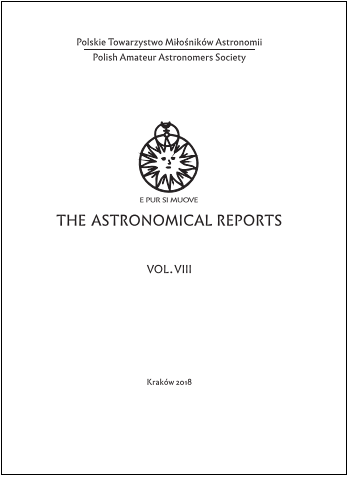 Polskie Towarzystwo Miłośników Astronomii
Polish Amateur Astronomers Society
E PUR SI MUOVE
THE ASTRONOMICAL REPORTS
VOL. VIII
Kraków 2018